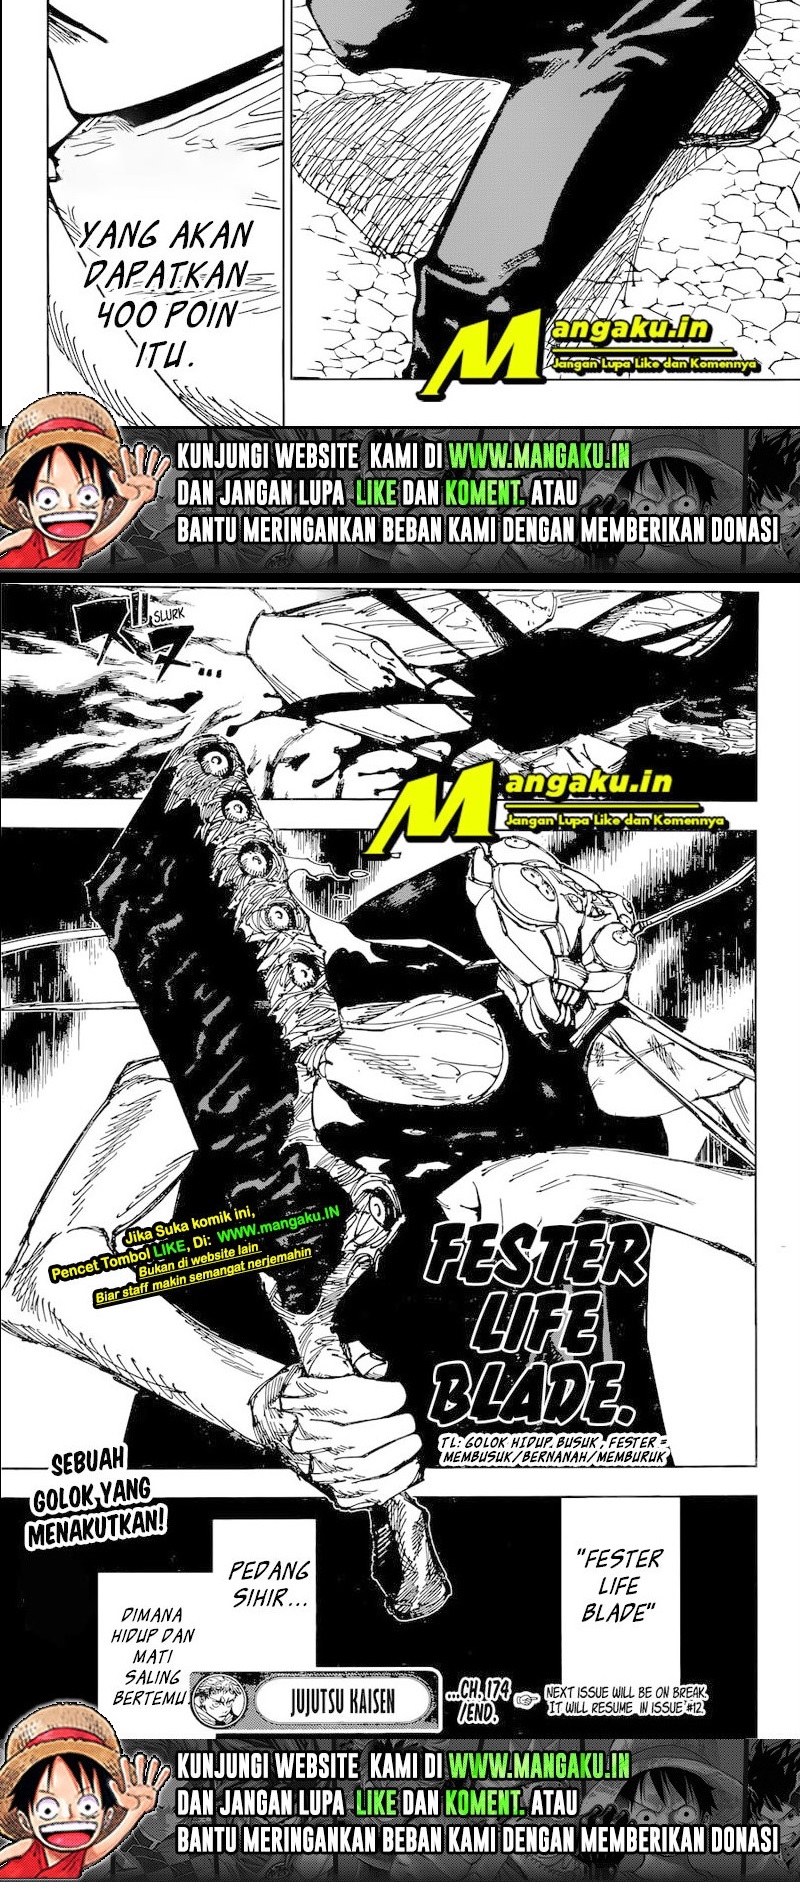 YANG AKAN
DAPATKAN
400 POIN
ITU.
Mangaku.in
Jangan Lupa Like dan Komennya
KUNJUNGI WEBSITE KAMI DI WWW.MANGAKU.IN
DAN JANGAN LUPA LIKE DAN KOMENT. ATAU
BANTU MERINGANKAN BEBAN KAMI DENGAN MEMBERIKAN DONASI
SLURK
Mangaku.in
Jangan Lupa Like dan Komennya
Jika Suka komik ini,
Pencet Tombol LIKE, Di: WWW.mangaku.IN
Bukan di website lain
Biar staff makin semangat nerjemahin
FESTER
LIFE
BLADE.
TL: GOLOK HIDUP BUSUK, FESTER =
MEMBUSUK/BERNANAH/MEMBURUK
SEBUAH
GOLOK YANG
MENAKUTKAN!
"FESTER
LIFE
BLADE"
PEDANG
SIHIR...
DIMANA
HIDUP DAN
MATI
SALING
BERTEMU
JUJUTSU KAISEN
...CH. 174
/END.
☞ NEXT ISSUE WILL BE ON BREAK.
IT WILL RESUME IN ISSUE #12.
KUNJUNGI WEBSITE KAMI DI WWW.MANGAKU.IN
DAN JANGAN LUPA LIKE DAN KOMENT. ATAU
BANTU MERINGANKAN BEBAN KAMI DENGAN MEMBERIKAN DONASI